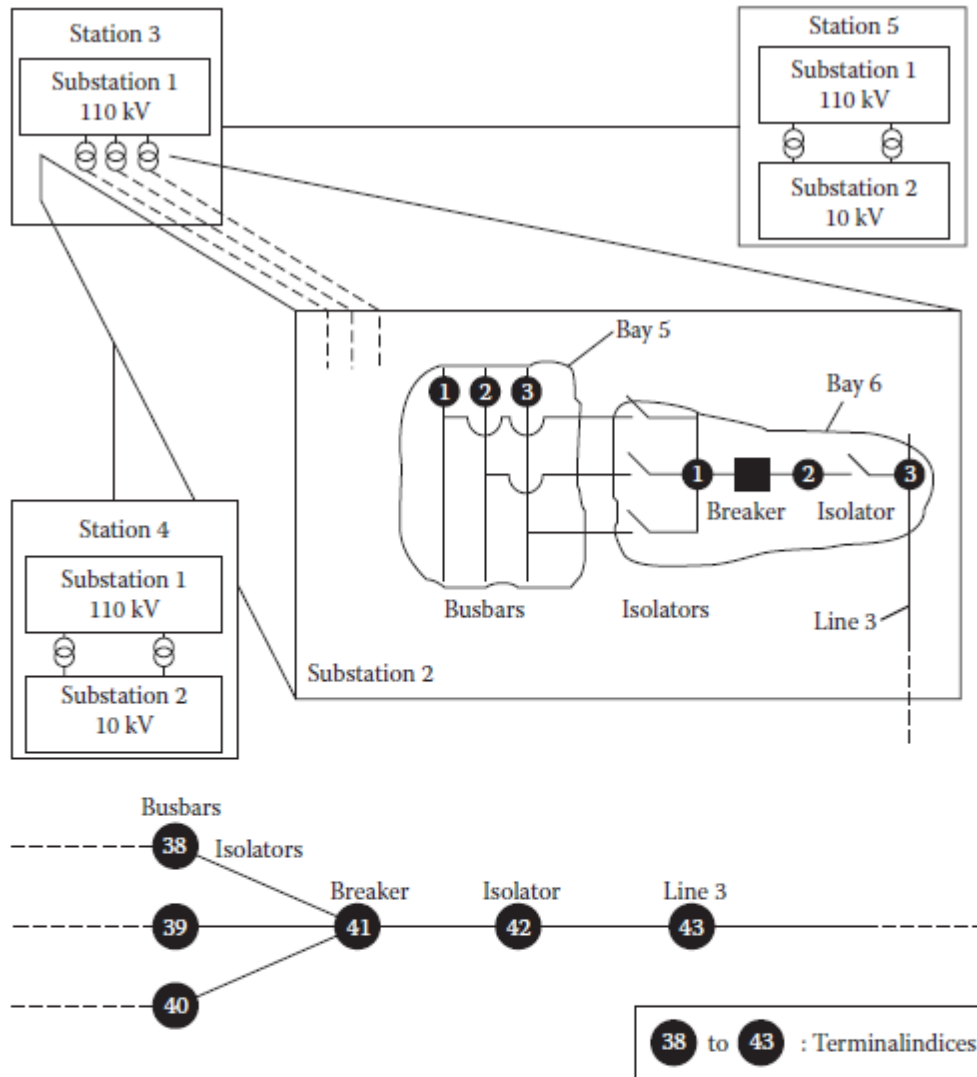 Station 3
Substation 1
110 kV
Station 5
Substation 1
110 kV
Substation 2
10 kV
Bay 5
Bay 6
1
2
3
1
2
3
Breaker
Isolator
Busbars
Isolators
Line 3
Substation 2
Station 4
Substation 1
110 kV
Substation 2
10 kV
Busbars
38
Isolators
Breaker
Isolator
Line 3
39
41
42
43
40
38 to 43 : Terminalindices